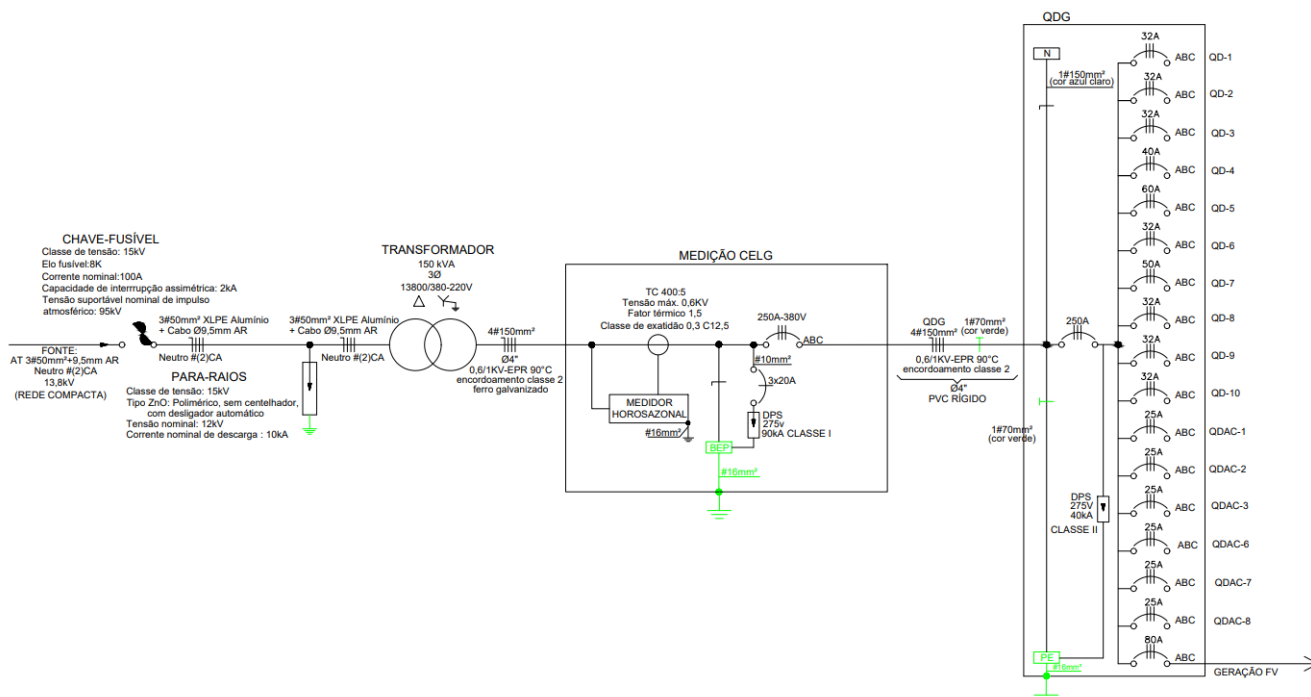 QDG
CHAVE-FUSÍVEL
Classe de tensão: 15kV
Elo fusível:8K
Corrente nominal:100A
Capacidade de interrrupção assimétrica: 2kA
Tensão suportável nominal de impulso
atmosférico: 95kV
FONTE:
AT 3#50mm²+9,5mm AR
Neutro #(2)CA
13,8kV
(REDE COMPACTA)
3#50mm² XLPE Alumínio
+ Cabo Ø9,5mm AR
Neutro #(2)CA
PARA-RAIOS
Classe de tensão: 15kV
Tipo ZnO: Polimérico, sem centelhador,
com desligador automático
Tensão nominal: 12kV
Corrente nominal de descarga : 10kA
3#50mm² XLPE Alumínio
+ Cabo Ø9,5mm AR
Neutro #(2)CA
TRANSFORMADOR
150 kVA
3Ø
13800/380-220V
4#150mm²
Ø4"
0,6/1KV-EPR 90°C
encordoamento classe 2
ferro galvanizado
MEDIÇÃO CELG
TC 400:5
Tensão máx. 0,6KV
Fator térmico 1,5
Classe de exatidão 0,3 C12,5
MEDIDOR
HOROSAZONAL
#16mm²
250A-380V
ABC
#10mm²
3x20A
DPS
275v
90kA CLASSE I
BEP
#16mm²
QDG
4#150mm²
1#70mm²
(cor verde)
0,6/1KV-EPR 90°C
encordoamento classe 2
Ø4"
PVC RÍGIDO
N
1#150mm²
(cor azul claro)
250A
1#70mm²
(cor verde)
DPS
275V
40kA
CLASSE II
PE
#16mm²
32A
ABC QD-1
32A
ABC QD-2
32A
ABC QD-3
40A
ABC QD-4
60A
ABC QD-5
32A
ABC QD-6
50A
ABC QD-7
32A
ABC QD-8
32A
ABC QD-9
32A
ABC QD-10
25A
ABC QDAC-1
25A
ABC QDAC-2
25A
ABC QDAC-3
25A
ABC QDAC-6
25A
ABC QDAC-7
25A
ABC QDAC-8
80A
ABC
GERAÇÃO FV